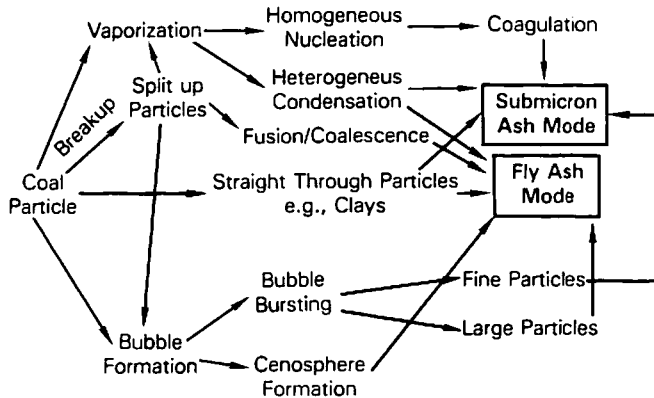 Homogeneous
Nucleation
Coagulation
Vaporization
Split up
Particles
Breakup
Heterogeneus
Condensation
Submicron
Ash Mode
Fusion/Coalescence
Coal
Particle
Straight Through Particles
e.g., Clays
Fly Ash
Mode
Bubble
Bursting
Fine Particles
Large Particles
Bubble
Formation
Cenosphere
Formation